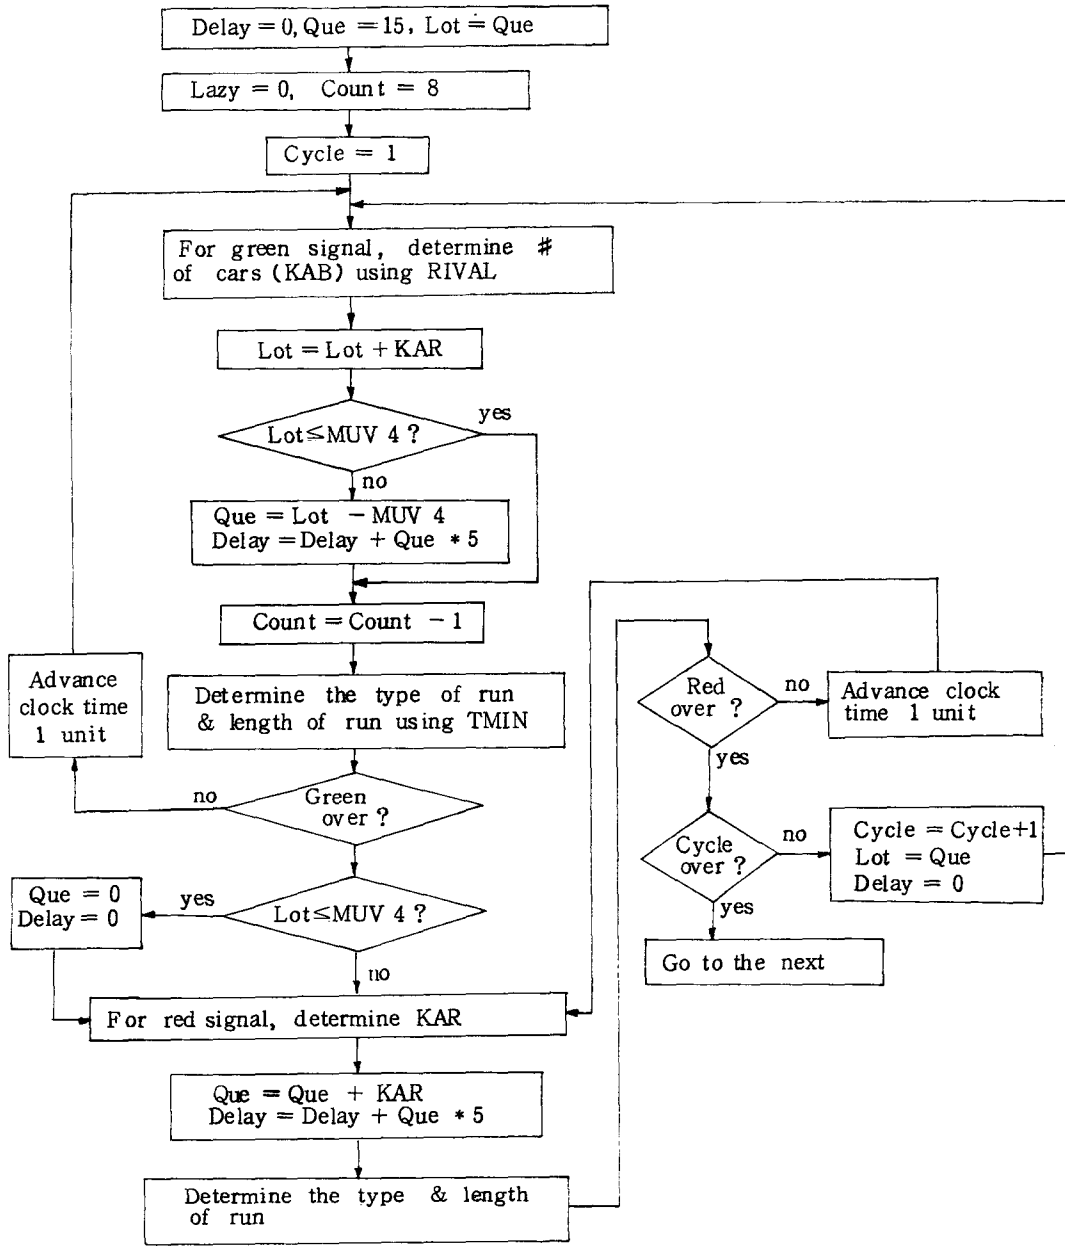 Delay = 0, Que = 15, Lot = Que
Lazy = 0, Count = 8
Cycle = 1
For green signal, determine #
of cars (KAB) using RIVAL
Lot = Lot + KAR
Lot ≦ MUV 4 ?
yes
no
Que = Lot − MUV 4
Delay = Delay + Que * 5
Count = Count − 1
Advance
clock time
1 unit
Determine the type of run
& length of run using TMIN
Green
over ?
no
Lot ≦ MUV 4 ?
yes
no
Que = 0
Delay = 0
For red signal, determine KAR
Que = Que + KAR
Delay = Delay + Que * 5
Determine the type & length
of run
Red
over ?
no
yes
Advance clock
time 1 unit
Cycle
over ?
no
yes
Cycle = Cycle+1
Lot = Que
Delay = 0
Go to the next